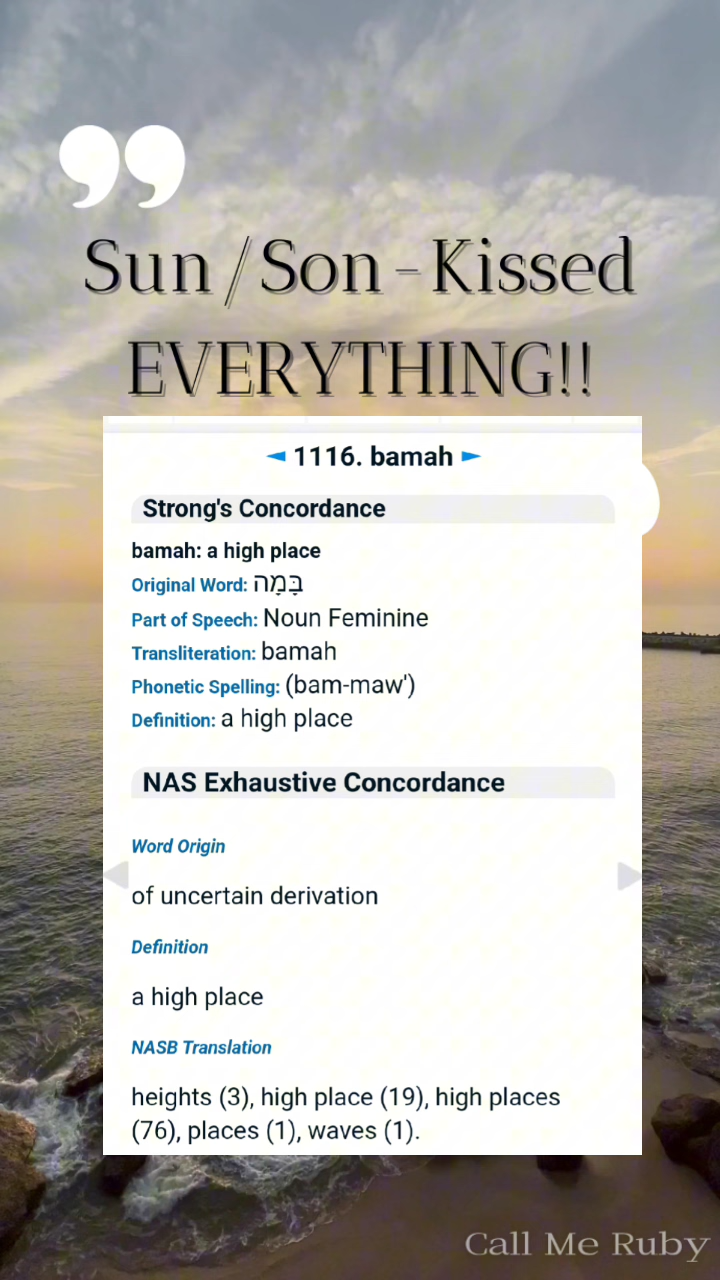 ”
Sun / Son - Kissed
EVERYTHING!!
◄ 1116. bamah ►
Strong's Concordance
bamah: a high place
Original Word: בָּמָה
Part of Speech: Noun Feminine
Transliteration: bamah
Phonetic Spelling: (bam-maw')
Definition: a high place
NAS Exhaustive Concordance
Word Origin
of uncertain derivation
Definition
a high place
NASB Translation
heights (3), high place (19), high places
(76), places (1), waves (1).
Call Me Ruby